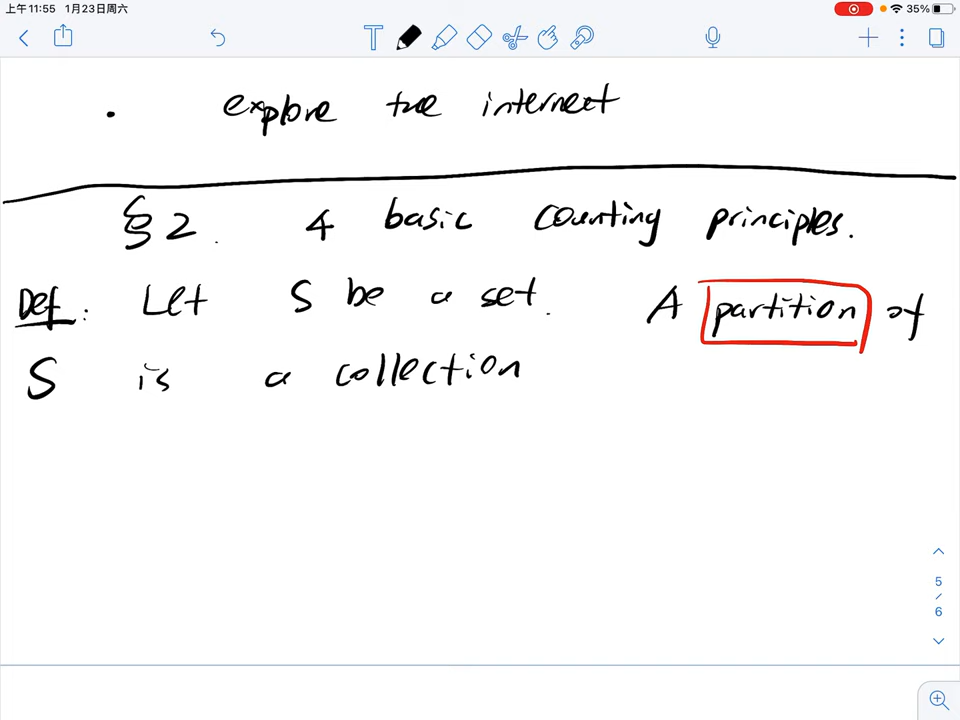 上午11:55 1月23日周六 35%
T
• explore the internet
§2. 4 basic counting principles.
Def: Let S be a set. A partition of
S is a collection
5
/
6